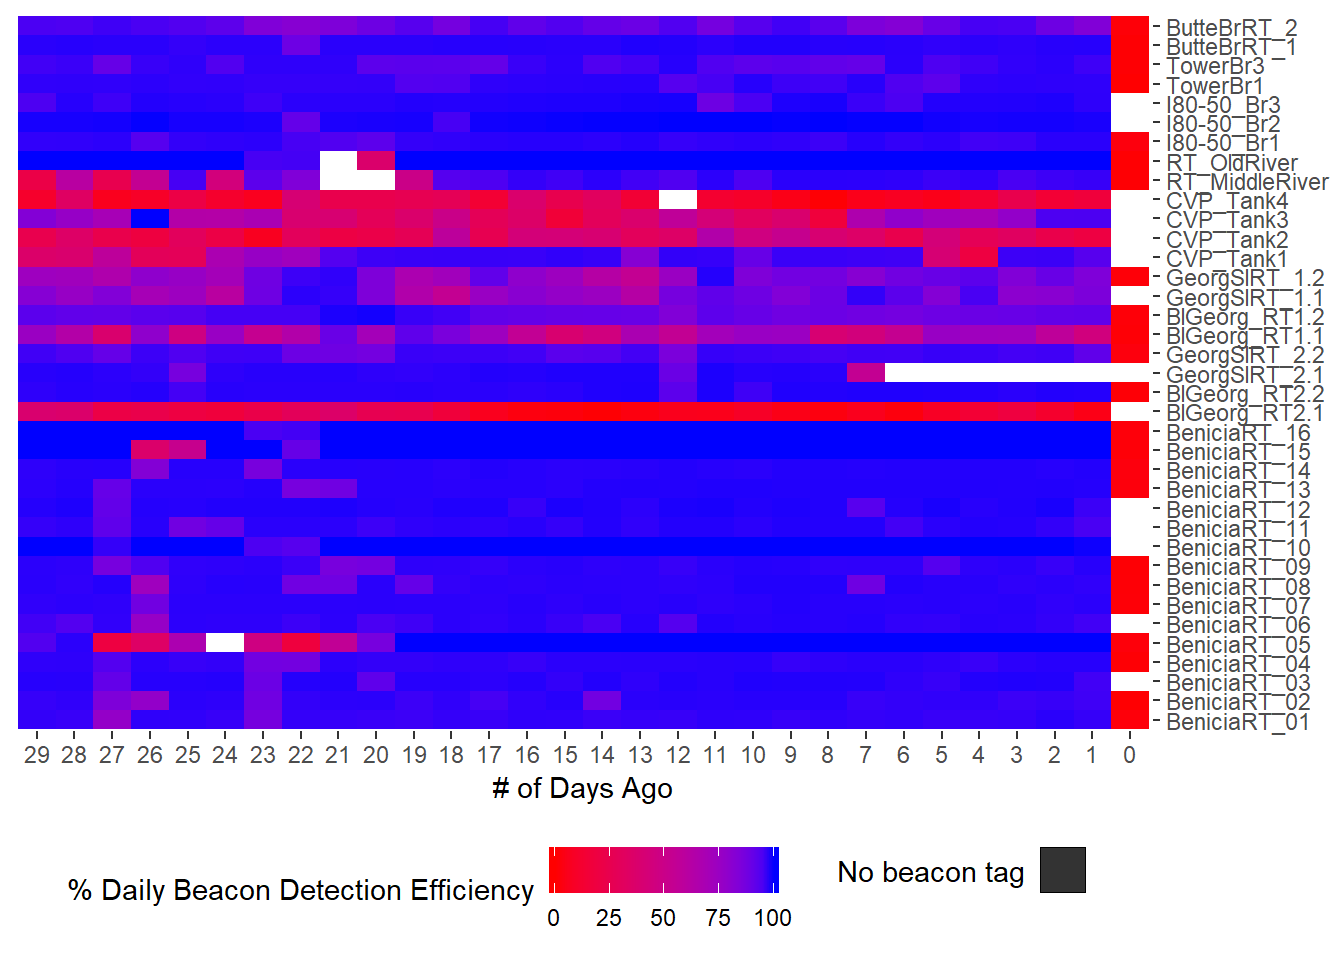 ButteBrRT_2
ButteBrRT_1
TowerBr3
TowerBr1
I80-50_Br3
I80-50_Br2
I80-50_Br1
RT_OldRiver
RT_MiddleRiver
CVP_Tank4
CVP_Tank3
CVP_Tank2
CVP_Tank1
GeorgSlRT_1.2
GeorgSlRT_1.1
BlGeorg_RT1.2
BlGeorg_RT1.1
GeorgSlRT_2.2
GeorgSlRT_2.1
BlGeorg_RT2.2
BlGeorg_RT2.1
BeniciaRT_16
BeniciaRT_15
BeniciaRT_14
BeniciaRT_13
BeniciaRT_12
BeniciaRT_11
BeniciaRT_10
BeniciaRT_09
BeniciaRT_08
BeniciaRT_07
BeniciaRT_06
BeniciaRT_05
BeniciaRT_04
BeniciaRT_03
BeniciaRT_02
BeniciaRT_01
29 28 27 26 25 24 23 22 21 20 19 18 17 16 15 14 13 12 11 10 9 8 7 6 5 4 3 2 1 0
# of Days Ago
% Daily Beacon Detection Efficiency
0 25 50 75 100
No beacon tag